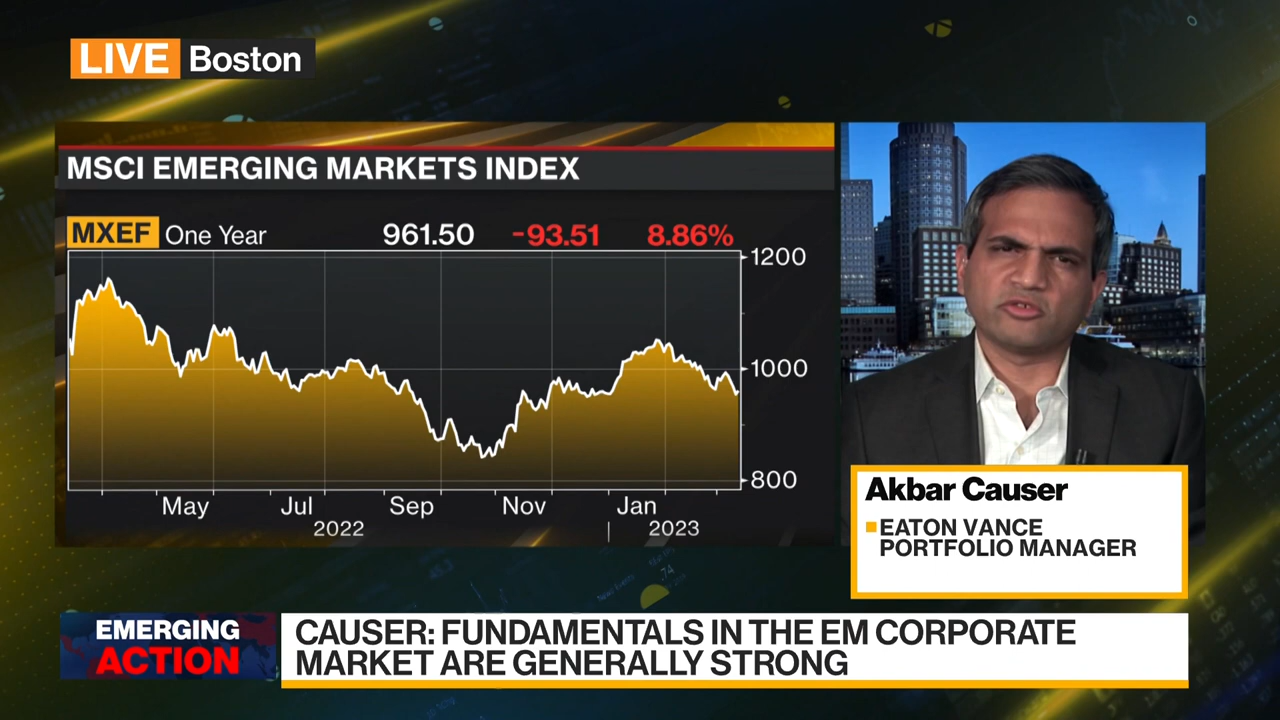 LIVE Boston
MSCI EMERGING MARKETS INDEX
MXEF One Year 961.50 -93.51 8.86%
1200
1000
800
May Jul Sep Nov Jan
2022 2023
Akbar Causer
EATON VANCE
PORTFOLIO MANAGER
EMERGING
ACTION
CAUSER: FUNDAMENTALS IN THE EM CORPORATE
MARKET ARE GENERALLY STRONG